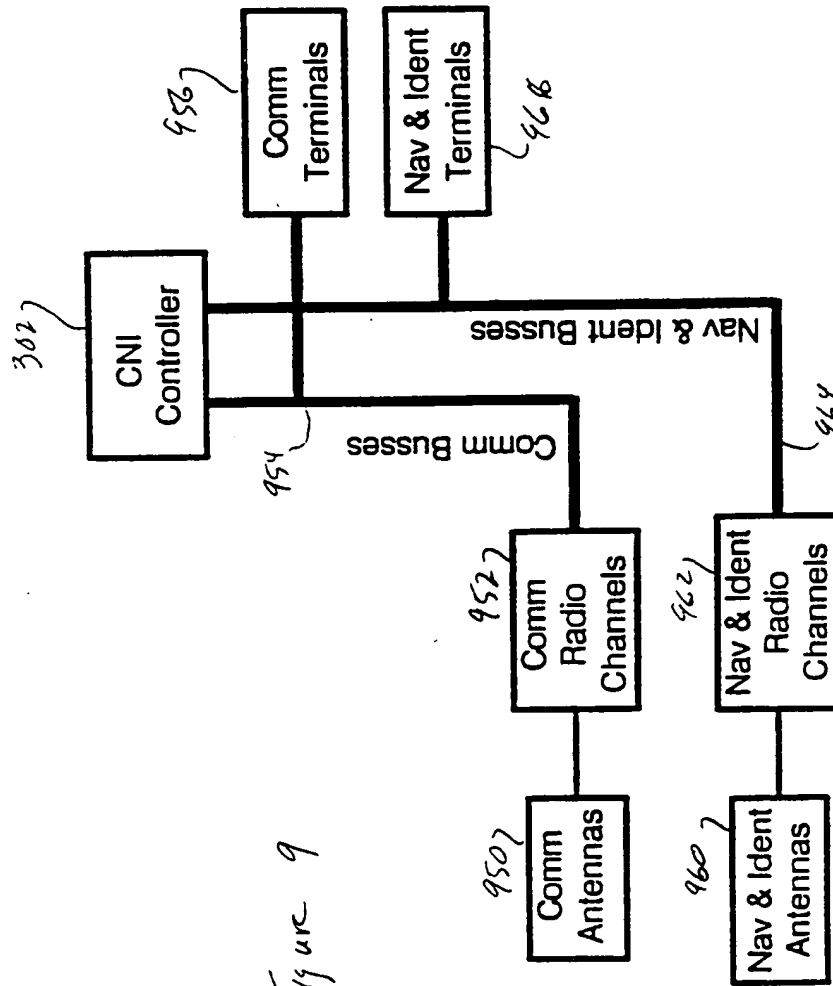 Figure 9
302
CNI
Controller
950
Comm
Antennas
952
Comm
Radio
Channels
Comm Busses
954
956
Comm
Terminals
960
Nav & Ident
Antennas
962
Nav & Ident
Radio
Channels
964
Nav & Ident Busses
Nav & Ident
Terminals
966